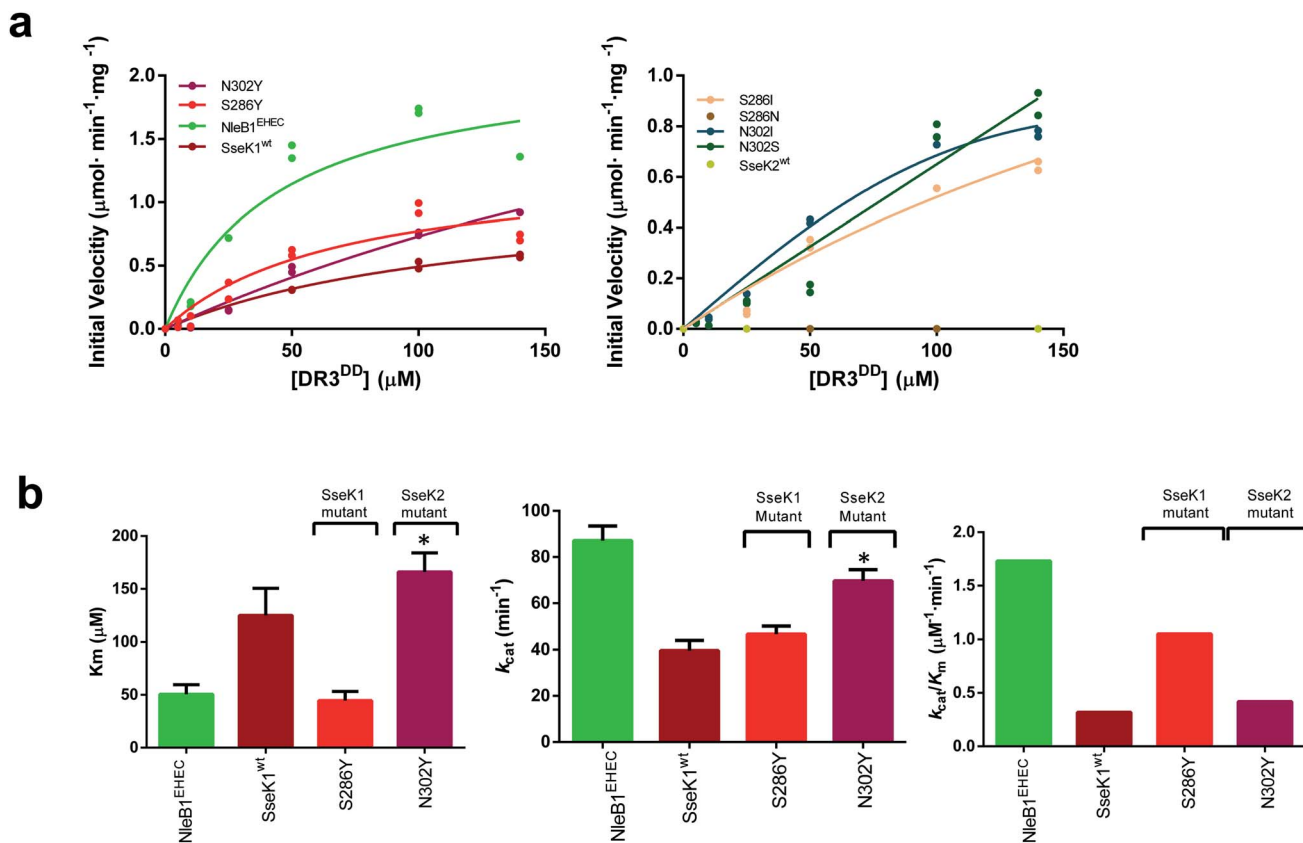 a
Initial Velocitiy (μmol· min⁻¹·mg ⁻¹)
2.0
1.5
1.0
0.5
0.0
N302Y
S286Y
NleB1ᴱᴴᴱᶜ
SseK1ʷᵗ
0
50
100
150
[DR3ᴰᴰ] (μM)
Initial Velocitiy (μmol· min⁻¹·mg ⁻¹)
1.0
0.8
0.6
0.4
0.2
0.0
S286I
S286N
N302I
N302S
SseK2ʷᵗ
0
50
100
150
[DR3ᴰᴰ] (μM)
b
SseK1
mutant
SseK2
mutant
*
Km (μM)
200
150
100
50
0
NleB1ᴱᴴᴱᶜ
SseK1ʷᵗ
S286Y
N302Y
SseK1
Mutant
SseK2
Mutant
*
kcat (min⁻¹)
100
80
60
40
20
0
NleB1ᴱᴴᴱᶜ
SseK1ʷᵗ
S286Y
N302Y
SseK1
mutant
SseK2
mutant
kcat/Km (μM⁻¹·min⁻¹)
2.0
1.5
1.0
0.5
0.0
NleB1ᴱᴴᴱᶜ
SseK1ʷᵗ
S286Y
N302Y